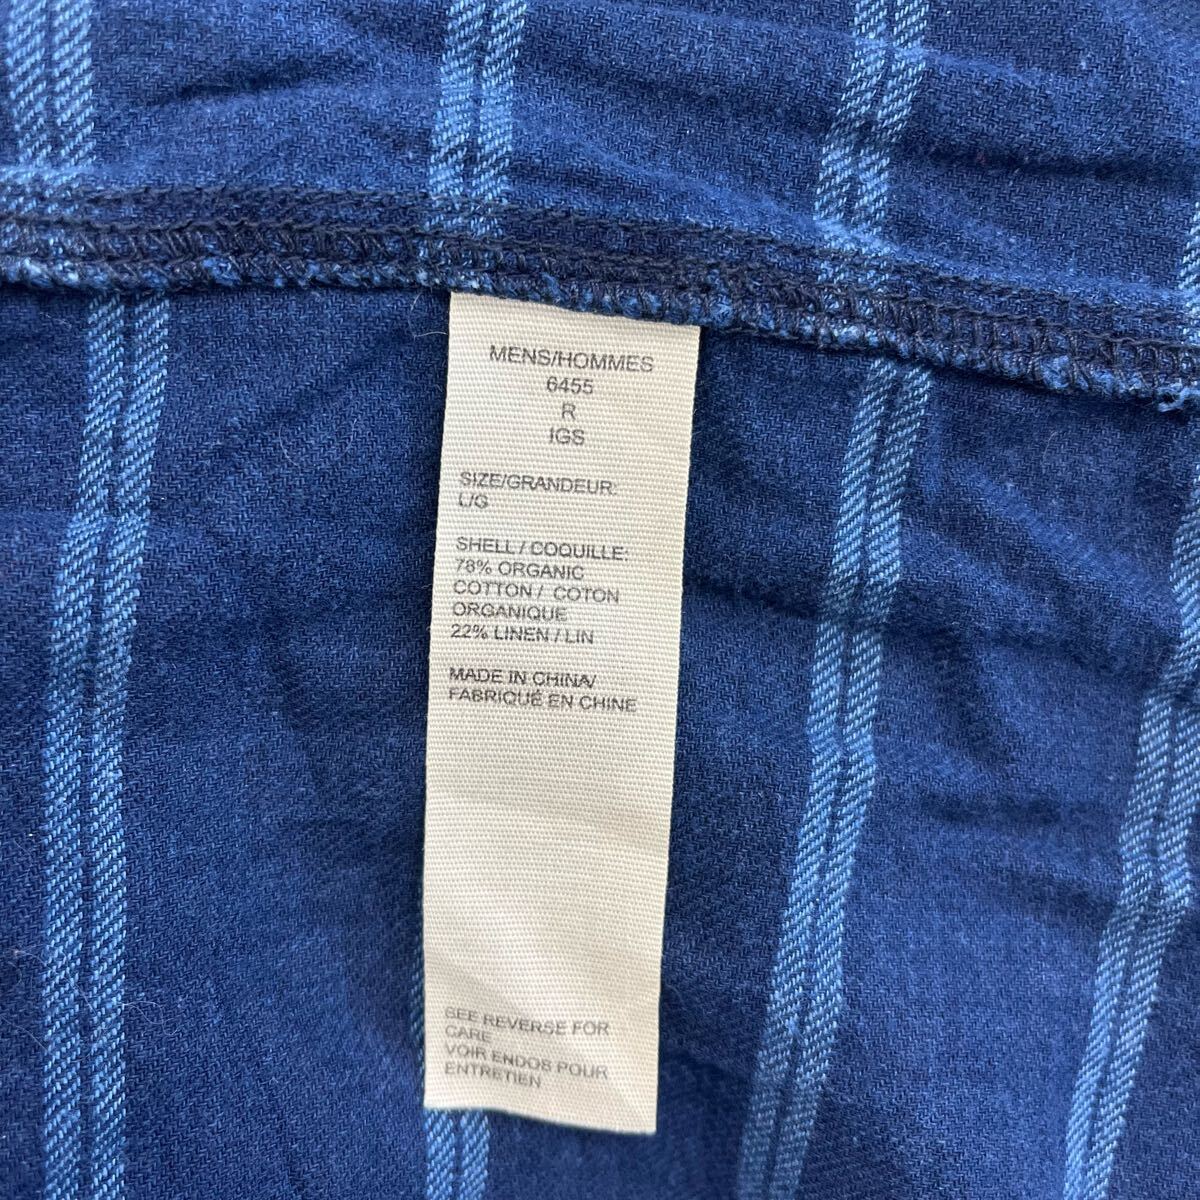 MENS/HOMMES
6455
R
IGS
SIZE/GRANDEUR:
L/G
SHELL / COQUILLE:
78% ORGANIC
COTTON / COTON
ORGANIQUE
22% LINEN / LIN
MADE IN CHINA/
FABRIQUÉ EN CHINE
SEE REVERSE FOR
CARE
VOIR ENDOS POUR
ENTRETIEN